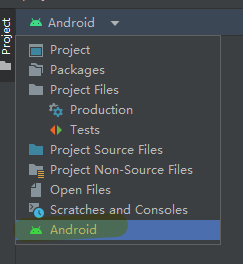 Project
Android
Project
Packages
Project Files
Production
Tests
Project Source Files
Project Non-Source Files
Open Files
Scratches and Consoles
Android